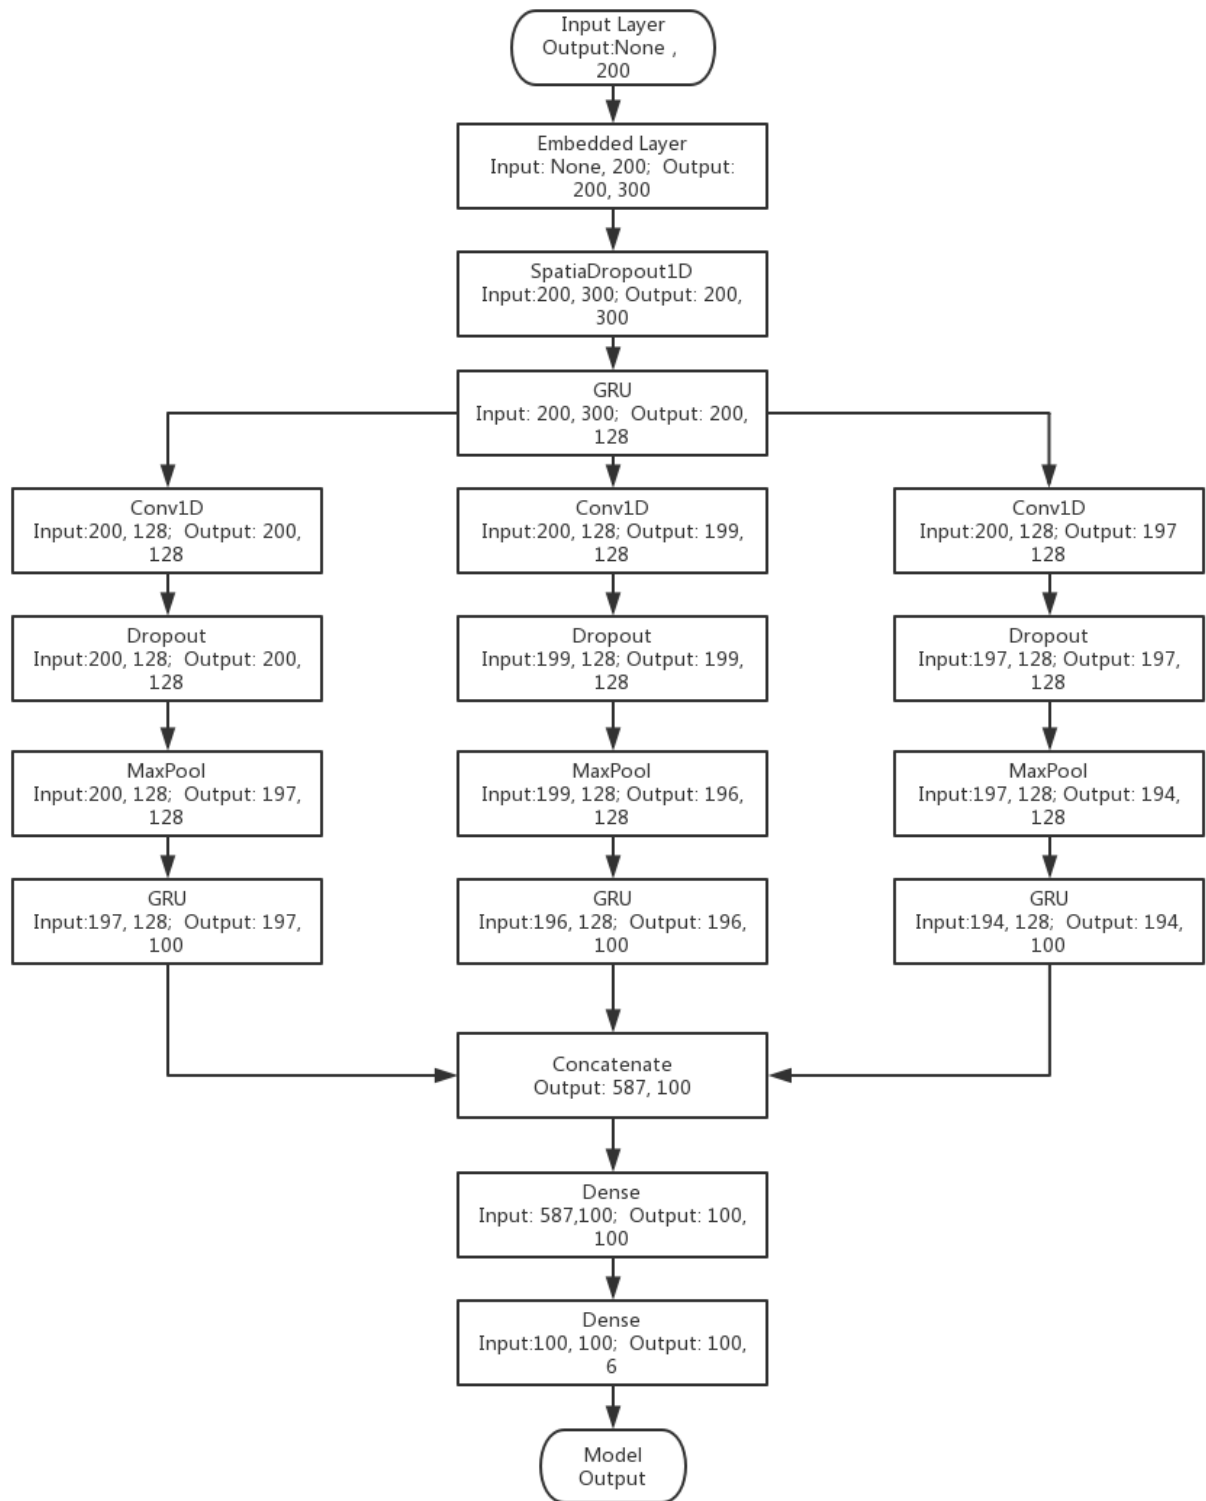 Input Layer
Output:None ,
200
Embedded Layer
Input: None, 200;  Output:
200, 300
SpatiaDropout1D
Input:200, 300; Output: 200,
300
GRU
Input: 200, 300;  Output: 200,
128
Conv1D
Input:200, 128;  Output: 200,
128
Conv1D
Input:200, 128; Output: 199,
128
Conv1D
Input:200, 128; Output: 197
128
Dropout
Input:200, 128;  Output: 200,
128
Dropout
Input:199, 128; Output: 199,
128
Dropout
Input:197, 128; Output: 197,
128
MaxPool
Input:200, 128;  Output: 197,
128
MaxPool
Input:199, 128; Output: 196,
128
MaxPool
Input:197, 128; Output: 194,
128
GRU
Input:197, 128;  Output: 197,
100
GRU
Input:196, 128;  Output: 196,
100
GRU
Input:194, 128;  Output: 194,
100
Concatenate
Output: 587, 100
Dense
Input: 587,100;  Output: 100,
100
Dense
Input:100, 100;  Output: 100,
6
Model
Output